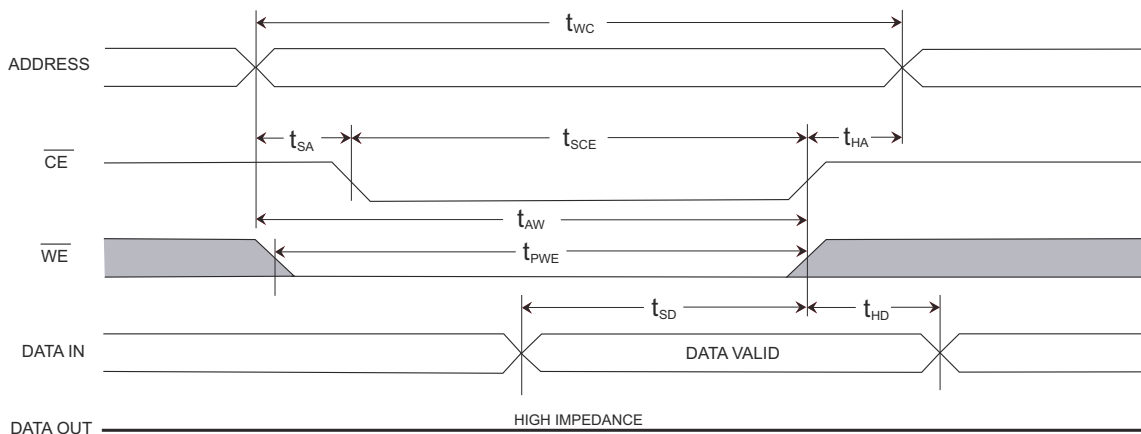 tWC
ADDRESS
tSA
tSCE
tHA
CE
tAW
WE
tPWE
tSD
tHD
DATA IN
DATA VALID
HIGH IMPEDANCE
DATA OUT